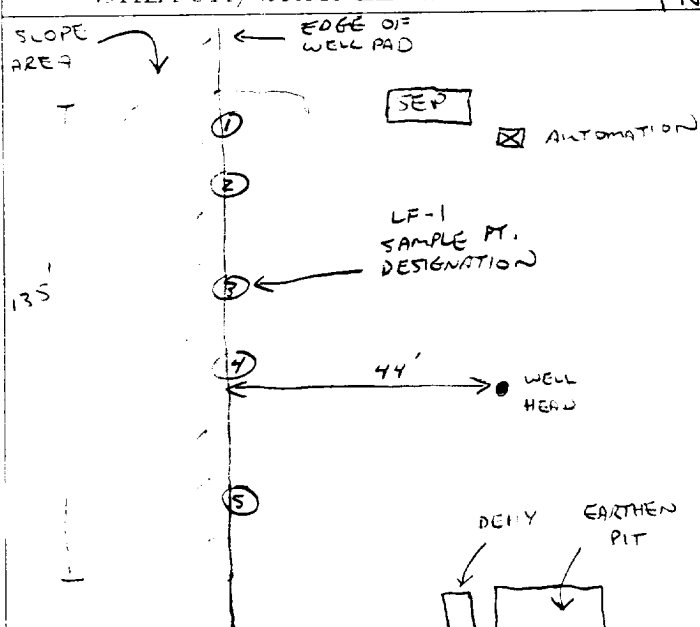 SLOPE
AREA
EDGE OF
WELL PAD
SEP
AUTOMATION
1
2
LF-1
SAMPLE PT.
DESIGNATION
3
135'
4
44'
WELL
HEAD
5
DEHY
EARTHEN
PIT